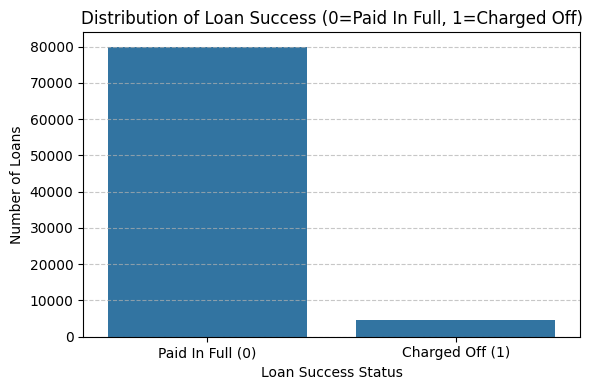 Distribution of Loan Success (0=Paid In Full, 1=Charged Off)
80000
70000
60000
50000
40000
30000
20000
10000
0
Number of Loans
Paid In Full (0) Charged Off (1)
Loan Success Status